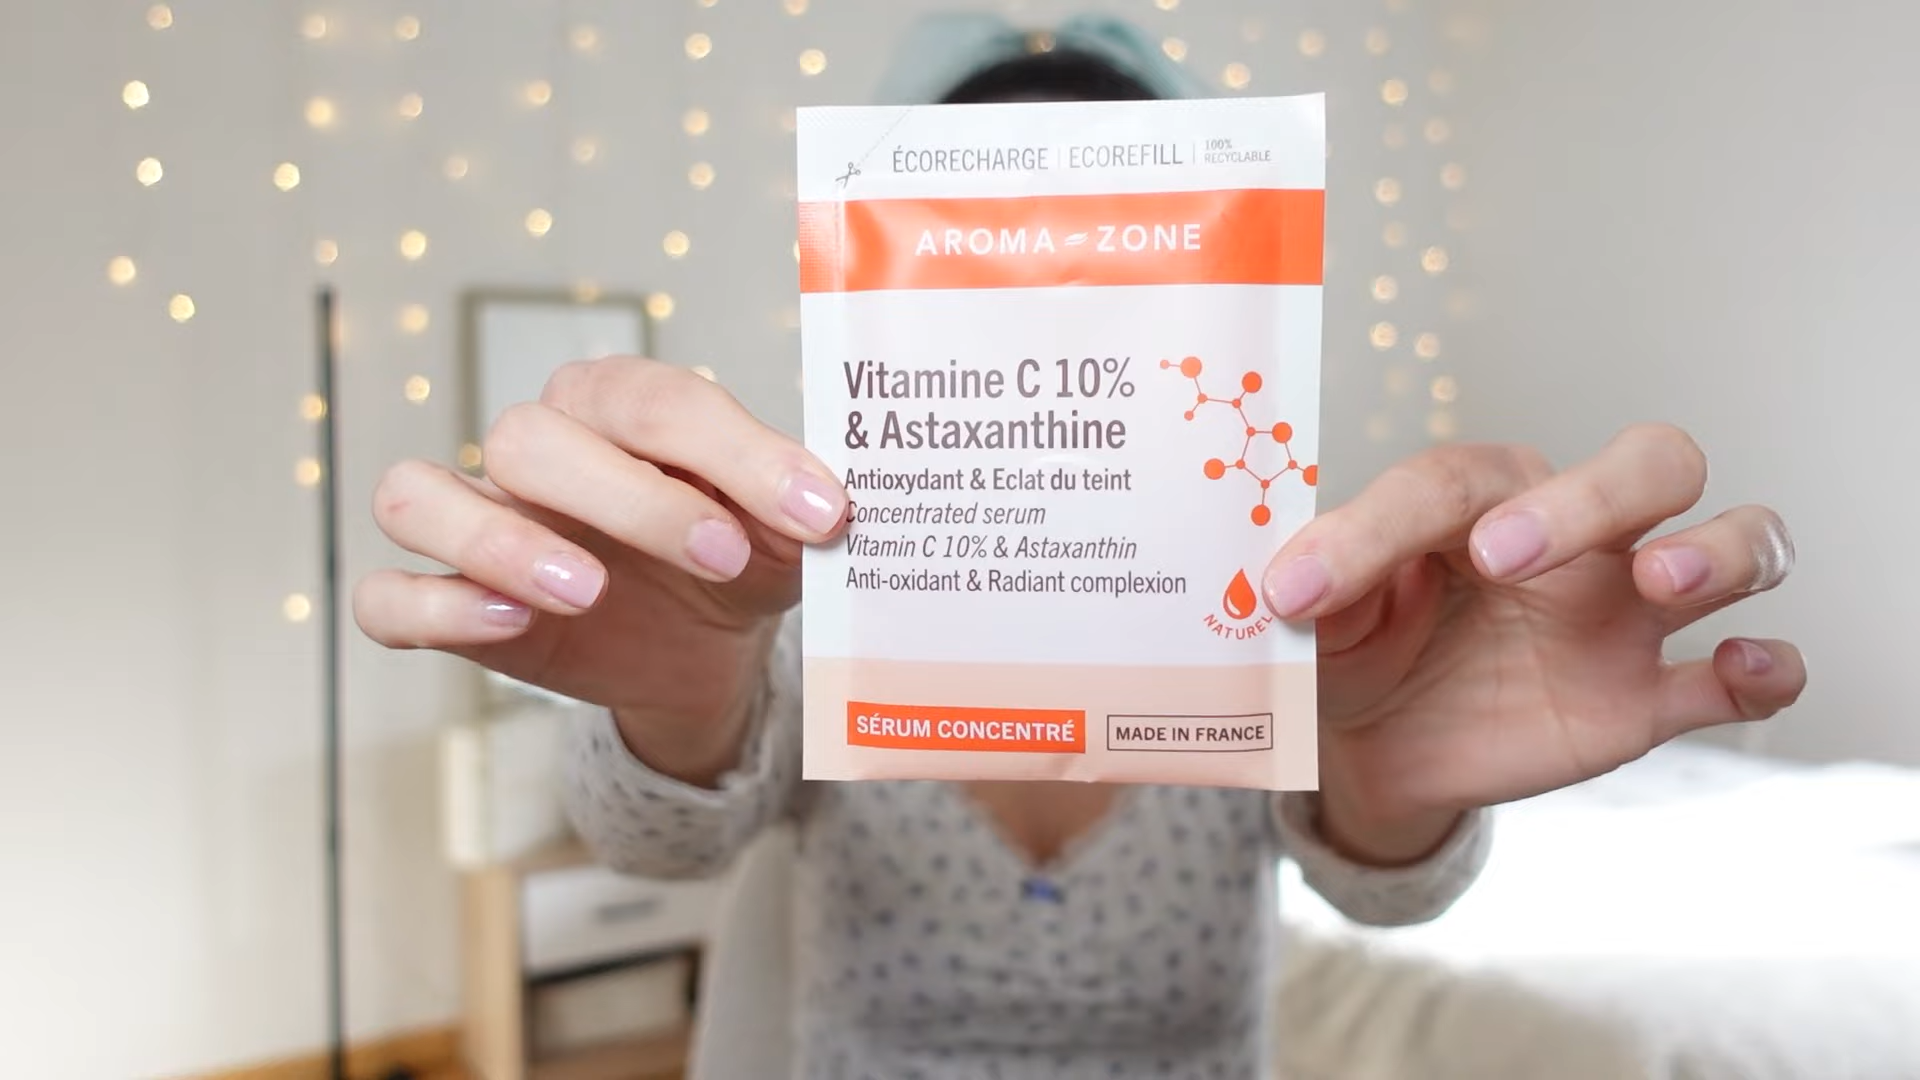 ÉCORECHARGE | ECOREFILL | 100% RECYCLABLE
AROMA ZONE
Vitamine C 10%
& Astaxanthine
Antioxydant & Eclat du teint
Concentrated serum
Vitamin C 10% & Astaxanthin
Anti-oxidant & Radiant complexion
NATUREL
SÉRUM CONCENTRÉ
MADE IN FRANCE